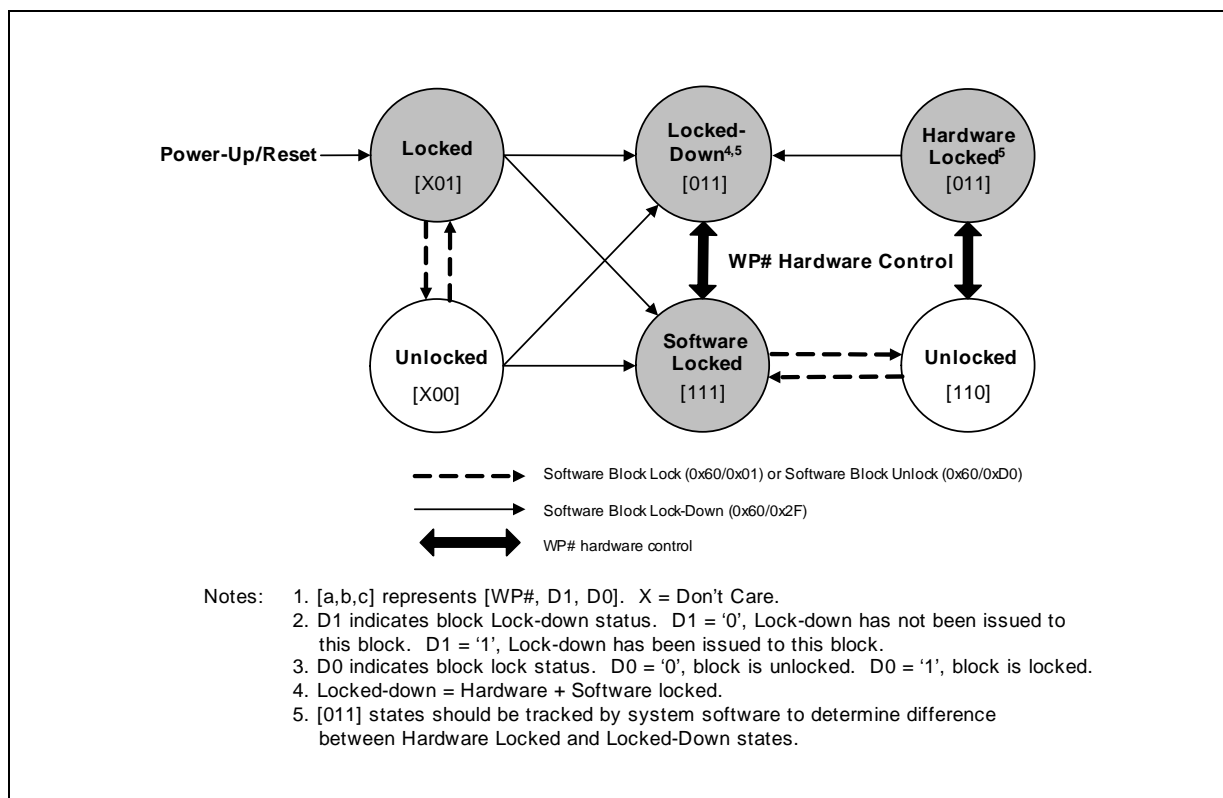 Power-Up/Reset
Locked
[X01]
Locked-
Down4,5
[011]
Hardware
Locked5
[011]
WP# Hardware Control
Unlocked
[X00]
Software
Locked
[111]
Unlocked
[110]
Software Block Lock (0x60/0x01) or Software Block Unlock (0x60/0xD0)
Software Block Lock-Down (0x60/0x2F)
WP# hardware control
Notes: 1. [a,b,c] represents [WP#, D1, D0]. X = Don't Care.
2. D1 indicates block Lock-down status. D1 = ‘0’, Lock-down has not been issued to
this block. D1 = ‘1’, Lock-down has been issued to this block.
3. D0 indicates block lock status. D0 = ‘0’, block is unlocked. D0 = ‘1’, block is locked.
4. Locked-down = Hardware + Software locked.
5. [011] states should be tracked by system software to determine difference
between Hardware Locked and Locked-Down states.